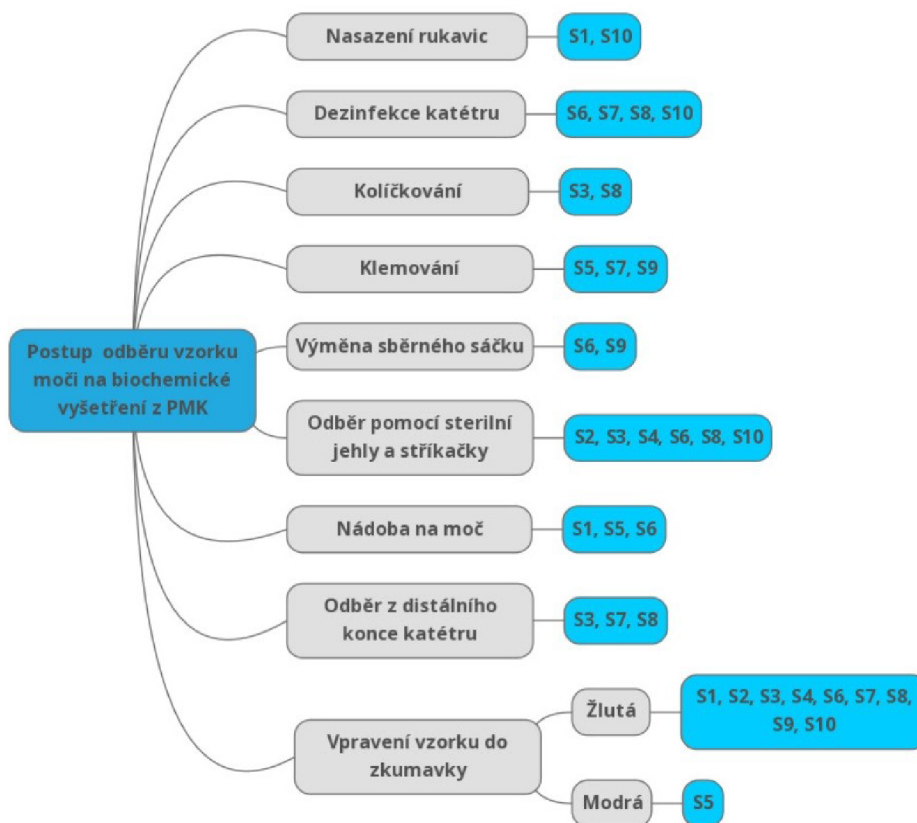 Nasazení rukavic
S1, S10
Dezinfekce katétru
S6, S7, S8, S10
Kolíčkování
S3, S8
Klemování
S5, S7, S9
Postup odběru vzorku
moči na biochemické
vyšetření z PMK
Výměna sběrného sáčku
S6, S9
Odběr pomocí sterilní
jehly a stříkačky
S2, S3, S4, S6, S8, S10
Nádoba na moč
S1, S5, S6
Odběr z distálního
konce katétru
S3, S7, S8
Vpravení vzorku do
zkumavky
Žlutá
S1, S2, S3, S4, S6, S7, S8,
S9, S10
Modrá
S5